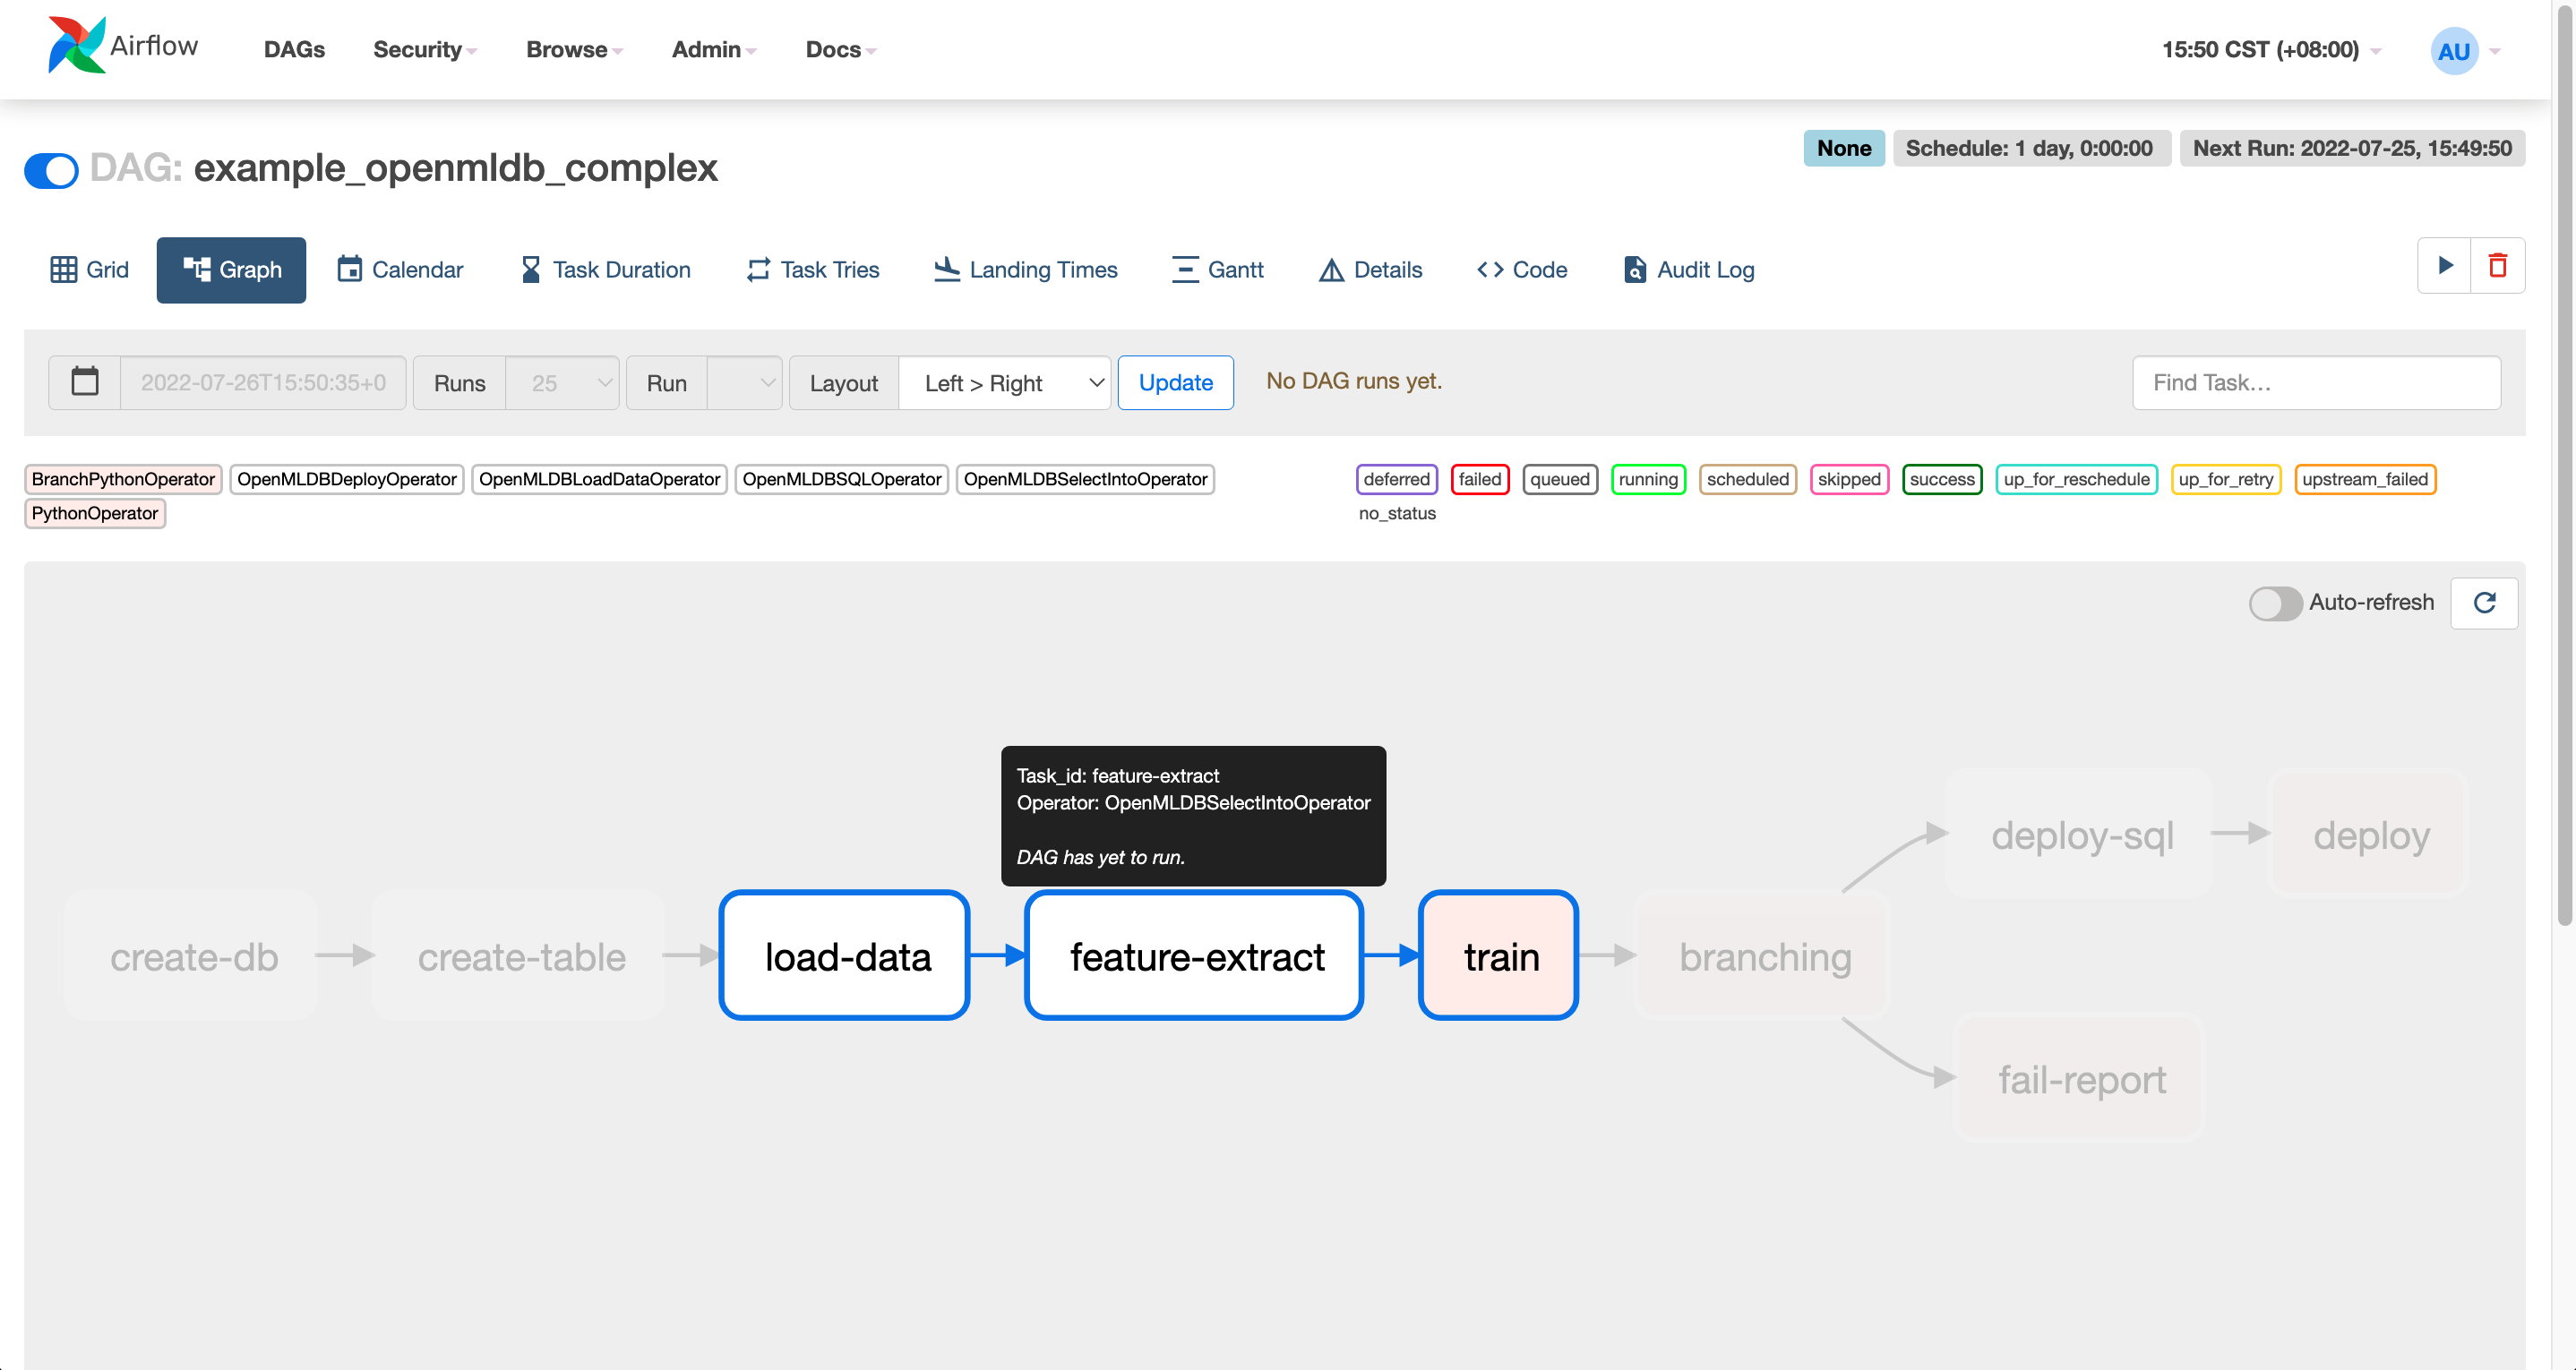 Airflow DAGs Security Browse Admin Docs 15:50 CST (+08:00) AU
DAG: example_openmldb_complex
None Schedule: 1 day, 0:00:00 Next Run: 2022-07-25, 15:49:50
Grid Graph Calendar Task Duration Task Tries Landing Times Gantt Details Code Audit Log
2022-07-26T15:50:35+0 Runs 25 Run Layout Left > Right Update No DAG runs yet. Find Task…
BranchPythonOperator OpenMLDBDeployOperator OpenMLDBLoadDataOperator OpenMLDBSQLOperator OpenMLDBSelectIntoOperator
PythonOperator
deferred failed queued running scheduled skipped success up_for_reschedule up_for_retry upstream_failed
no_status
Auto-refresh
Task_id: feature-extract
Operator: OpenMLDBSelectIntoOperator
DAG has yet to run.
deploy-sql deploy
create-db create-table load-data feature-extract train branching
fail-report